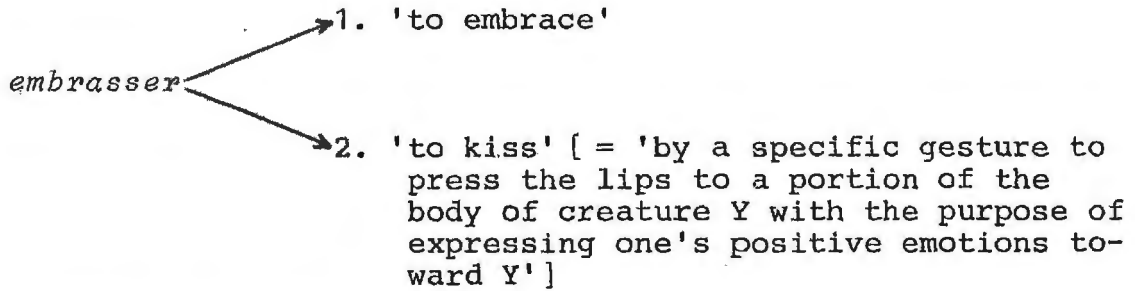 1. 'to embrace'
embrasser
2. 'to kiss' [ = 'by a specific gesture to
press the lips to a portion of the
body of creature Y with the purpose of
expressing one's positive emotions to-
ward Y' ]